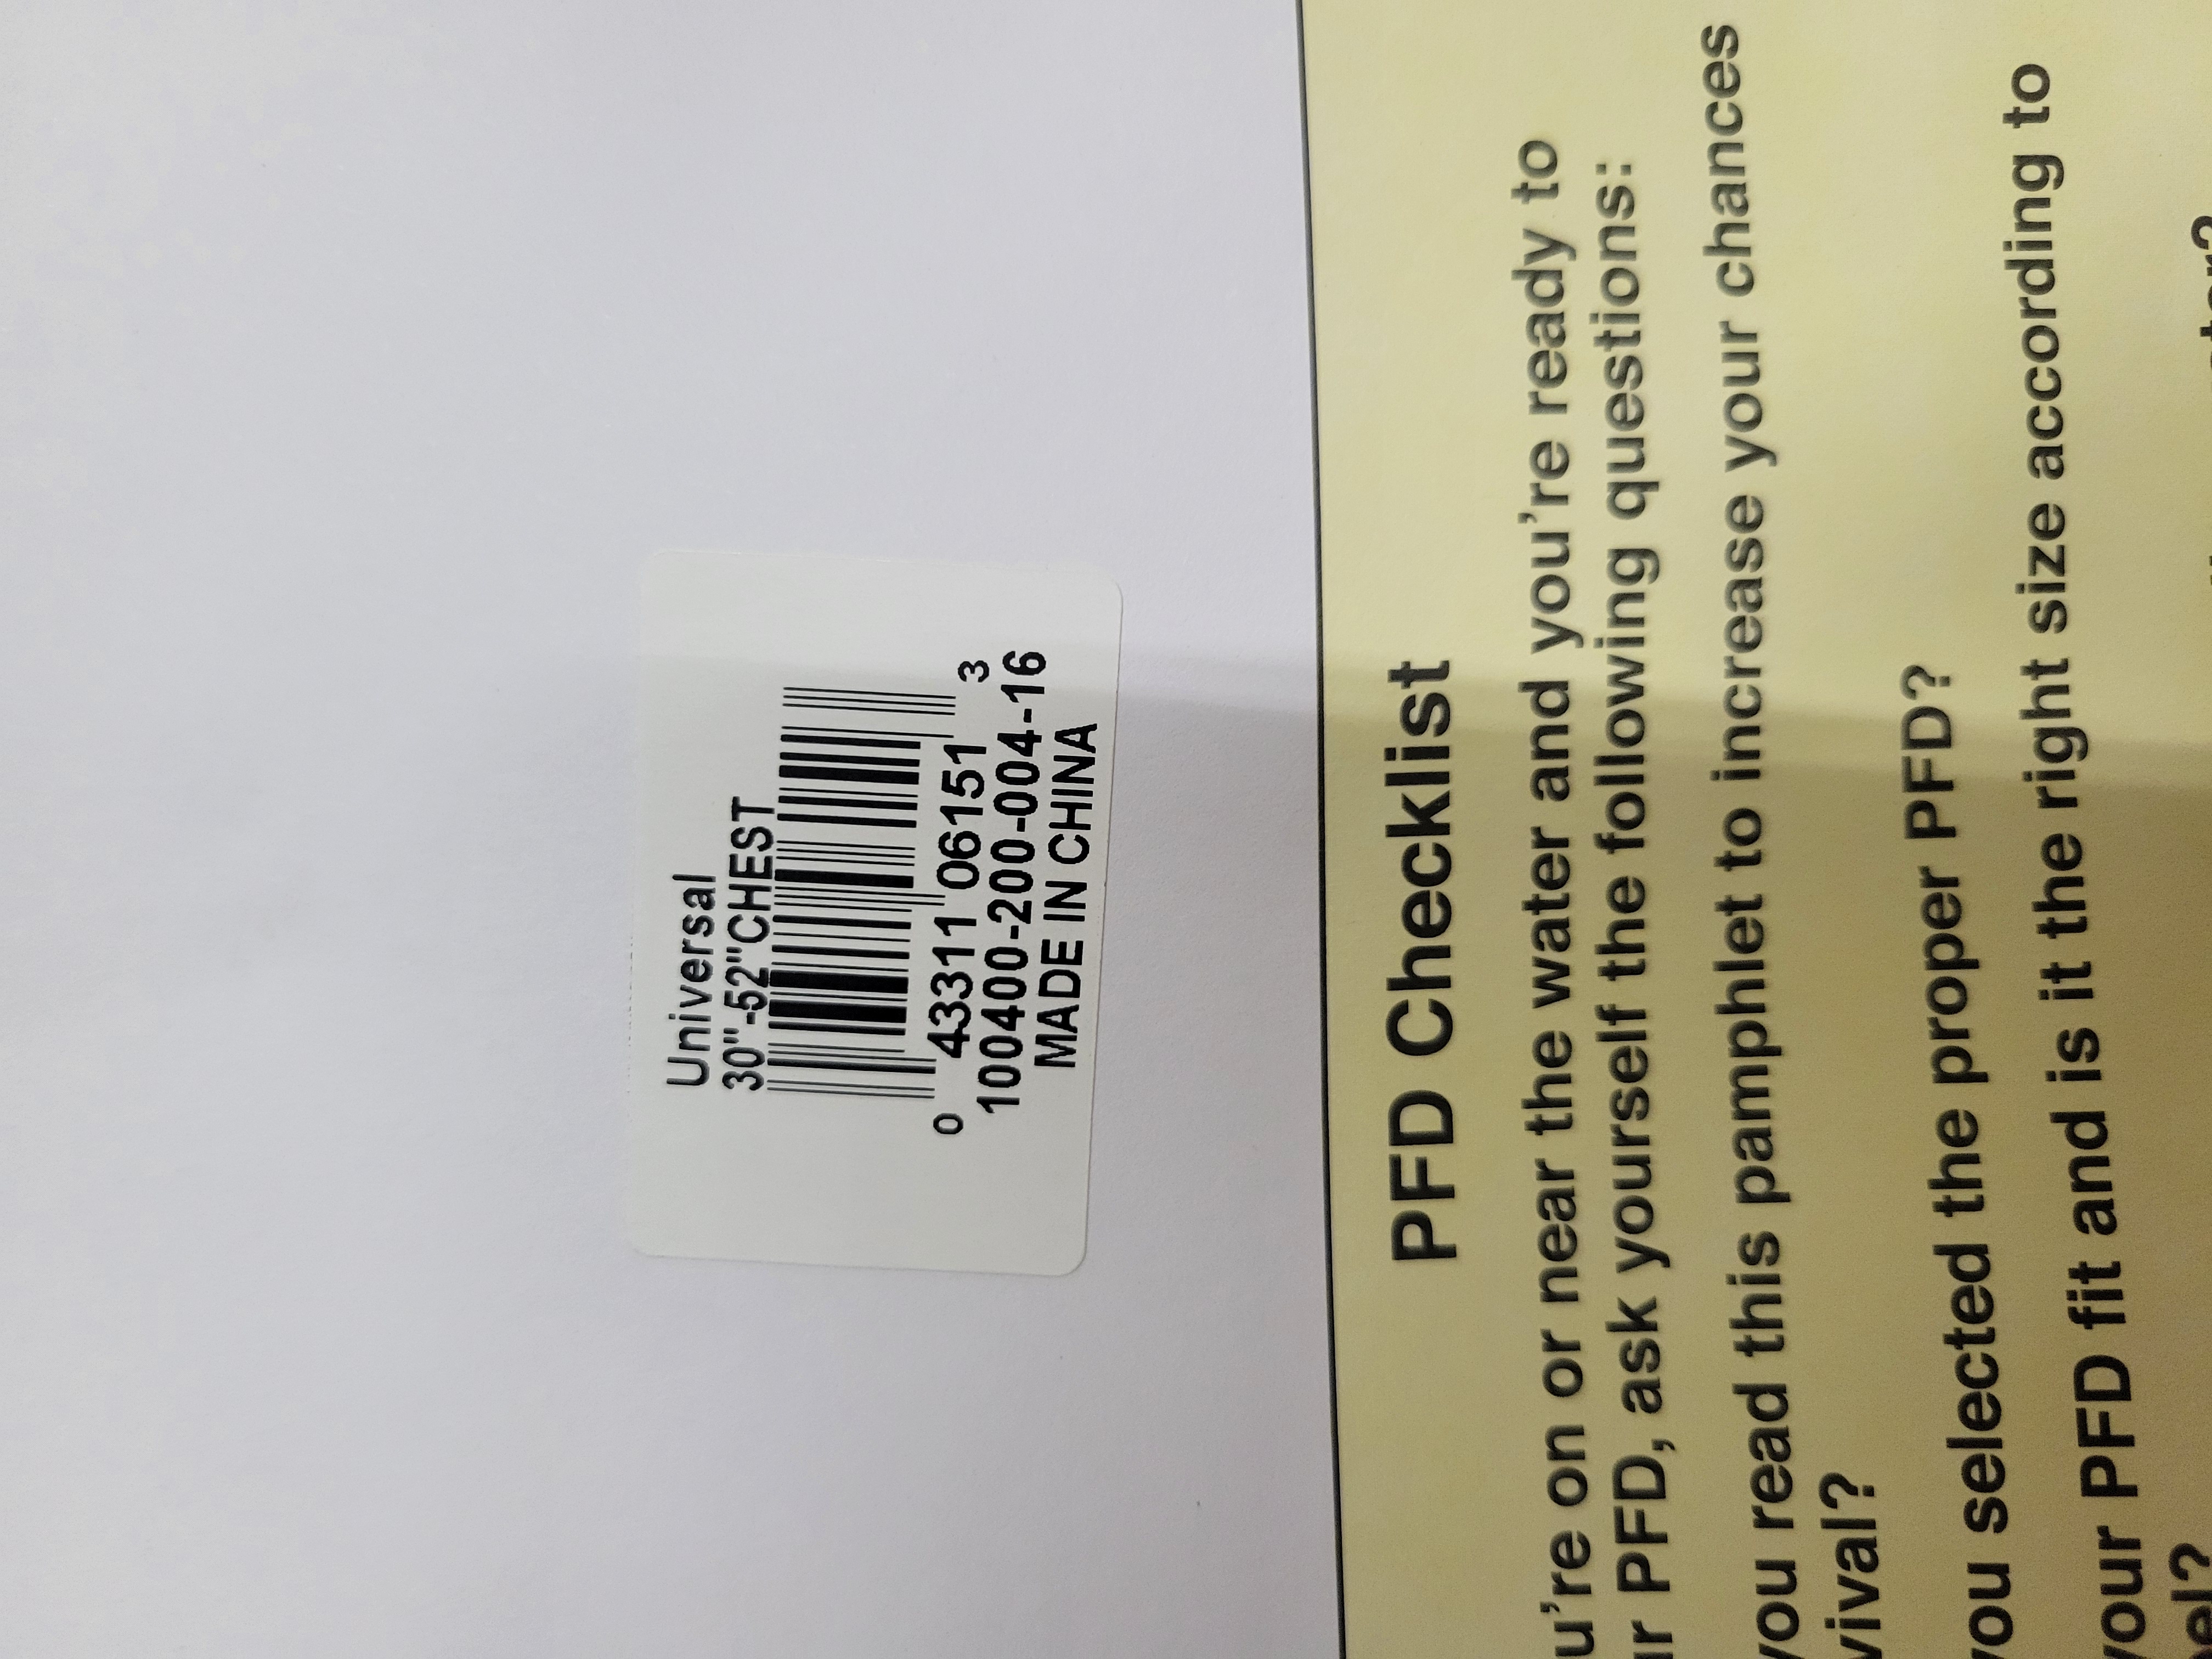 Universal
30"-52"CHEST
0 43311 06151 3
100400-200-004-16
MADE IN CHINA
PFD Checklist
u're on or near the water and you're ready to
ur PFD, ask yourself the following questions:
you read this pamphlet to increase your chances
vival?
you selected the proper PFD?
your PFD fit and is it the right size according to